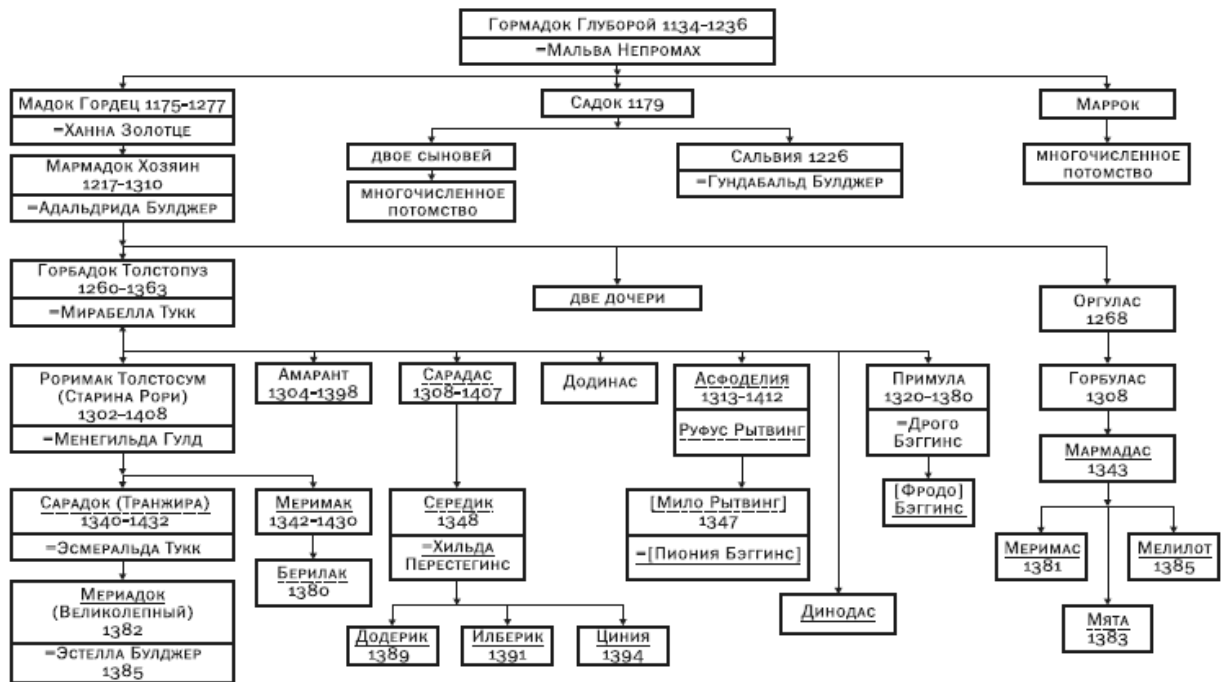 Гормадок Глуборой 1134–1236
=Мальва Непромах
Мадок Гордец 1175–1277
=Ханна Золотце
Садок 1179
Маррок
Мармадок Хозяин
1217–1310
=Адальдрида Булджер
двое сыновей
многочисленное
потомство
Сальвия 1226
=Гундабальд Булджер
многочисленное
потомство
Горбадок Толстопуз
1260–1363
=Мирабелла Тукк
две дочери
Оргулас
1268
Роримак Толстосум
(Старина Рори)
1302–1408
=Менегильда Гулд
Амарант
1304–1398
Сарадас
1308–1407
Додинас
Асфоделия
1313–1412
Руфус Рытвинг
Примула
1320–1380
=Дрого
Бэггинс
Горбулас
1308
Мармадас
1343
Сарадок (Транжира)
1340–1432
=Эсмеральда Тукк
Меримак
1342–1430
Середик
1348
=Хильда
Перестегинс
[Мило Рытвинг]
1347
=[Пиония Бэггинс]
[Фродо]
Бэггинс
Меримас
1381
Мелилот
1385
Берилак
1380
Мериадок
(Великолепный)
1382
=Эстелла Булджер
1385
Додерик
1389
Илберик
1391
Циния
1394
Динодас
Мята
1383